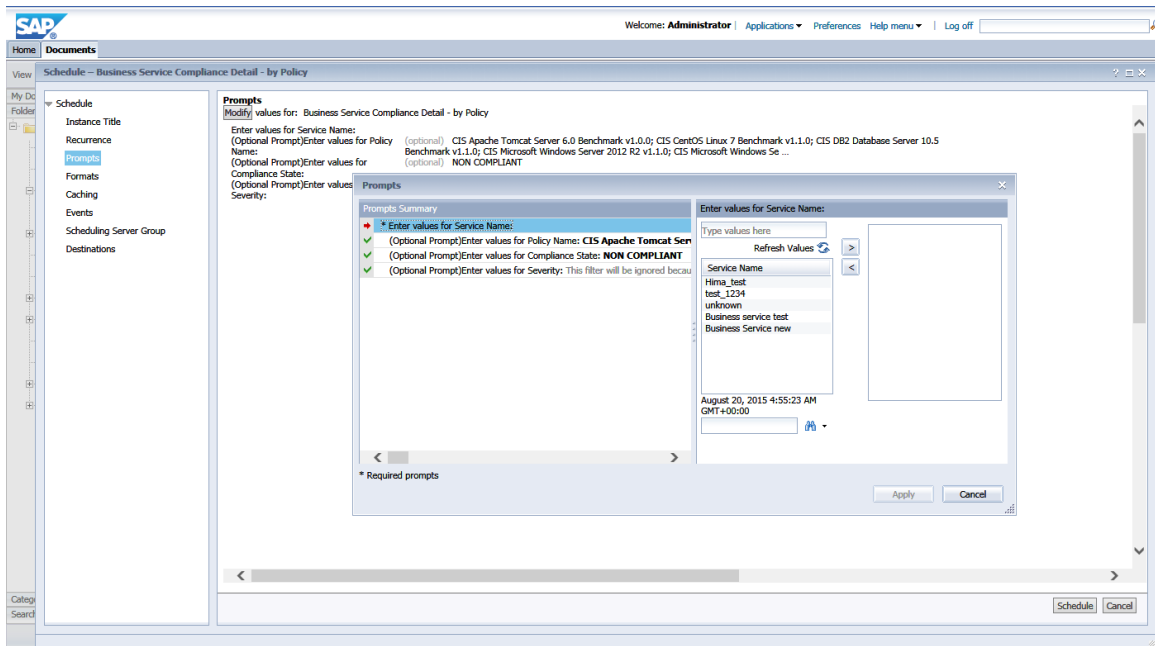 SAP
Welcome: Administrator | Applications Preferences Help menu | Log off
Home Documents
View
Schedule – Business Service Compliance Detail - by Policy
My Do
Folder
Schedule
Instance Title
Recurrence
Prompts
Formats
Caching
Events
Scheduling Server Group
Destinations
Prompts
Modify values for: Business Service Compliance Detail - by Policy
Enter values for Service Name:
(Optional Prompt)Enter values for Policy Name: (optional) CIS Apache Tomcat Server 6.0 Benchmark v1.0.0; CIS CentOS Linux 7 Benchmark v1.1.0; CIS DB2 Database Server 10.5
Benchmark v1.1.0; CIS Microsoft Windows Server 2012 R2 v1.1.0; CIS Microsoft Windows Se ...
(Optional Prompt)Enter values for Compliance State: (optional) NON COMPLIANT
(Optional Prompt)Enter values
Severity:
Prompts
Prompts Summary
* Enter values for Service Name:
(Optional Prompt)Enter values for Policy Name: CIS Apache Tomcat Serv
(Optional Prompt)Enter values for Compliance State: NON COMPLIANT
(Optional Prompt)Enter values for Severity: This filter will be ignored becau
* Required prompts
Enter values for Service Name:
Type values here
Refresh Values
>
<
Service Name
Hima_test
test_1234
unknown
Business service test
Business Service new
August 20, 2015 4:55:23 AM
GMT+00:00
Apply Cancel
Catego
Search
Schedule Cancel